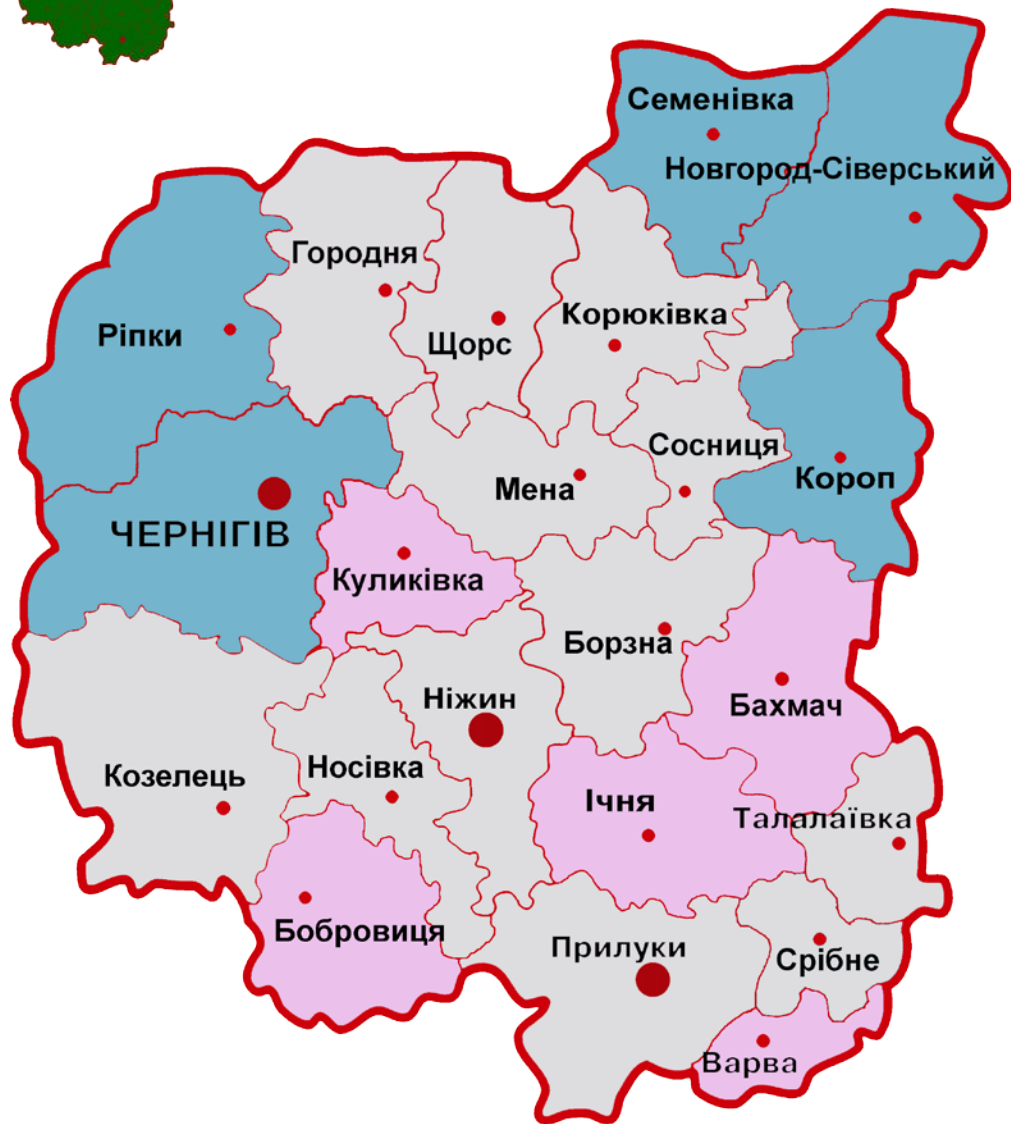 Семенівка
Новгород-Сіверський
Городня
Корюківка
Ріпки
Щорс
Сосниця
Короп
Мена
ЧЕРНІГІВ
Куликівка
Борзна
Ніжин
Бахмач
Козелець
Носівка
Ічня
Талалаївка
Бобровиця
Прилуки
Срібне
Варва